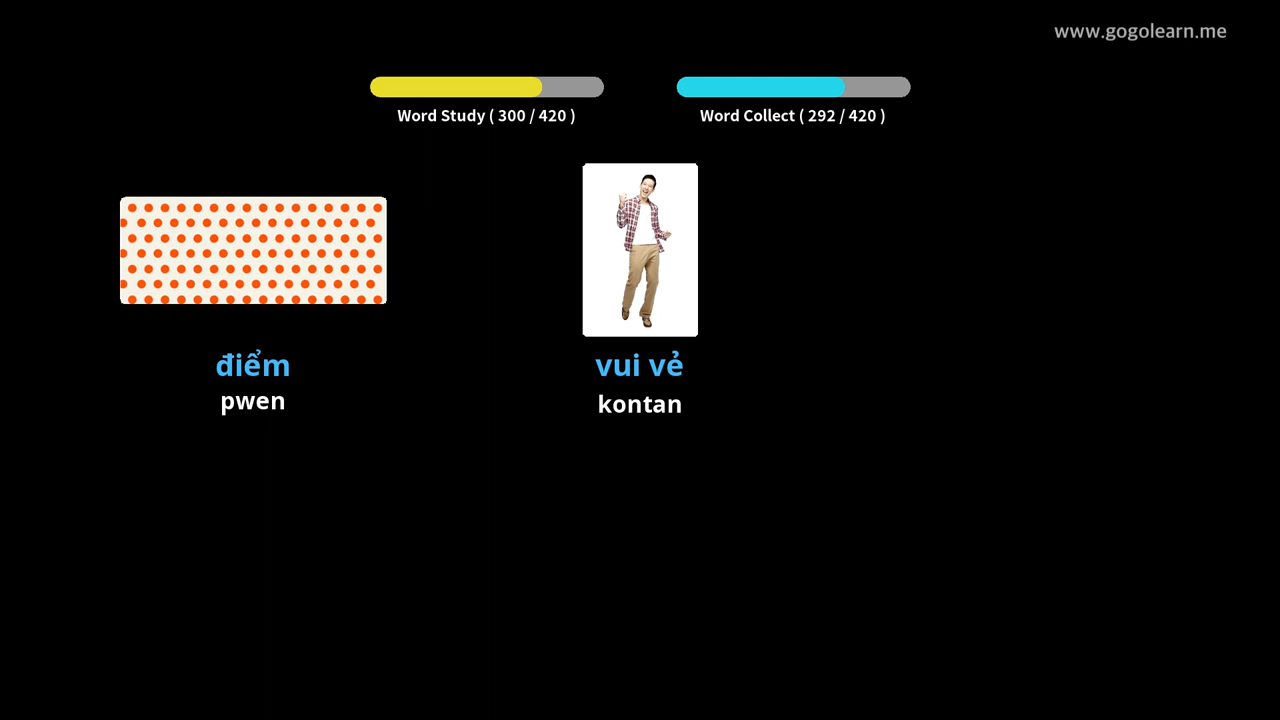 www.gogolearn.me
Word Study ( 300 / 420 )
Word Collect ( 292 / 420 )
điểm
pwen
vui vẻ
kontan